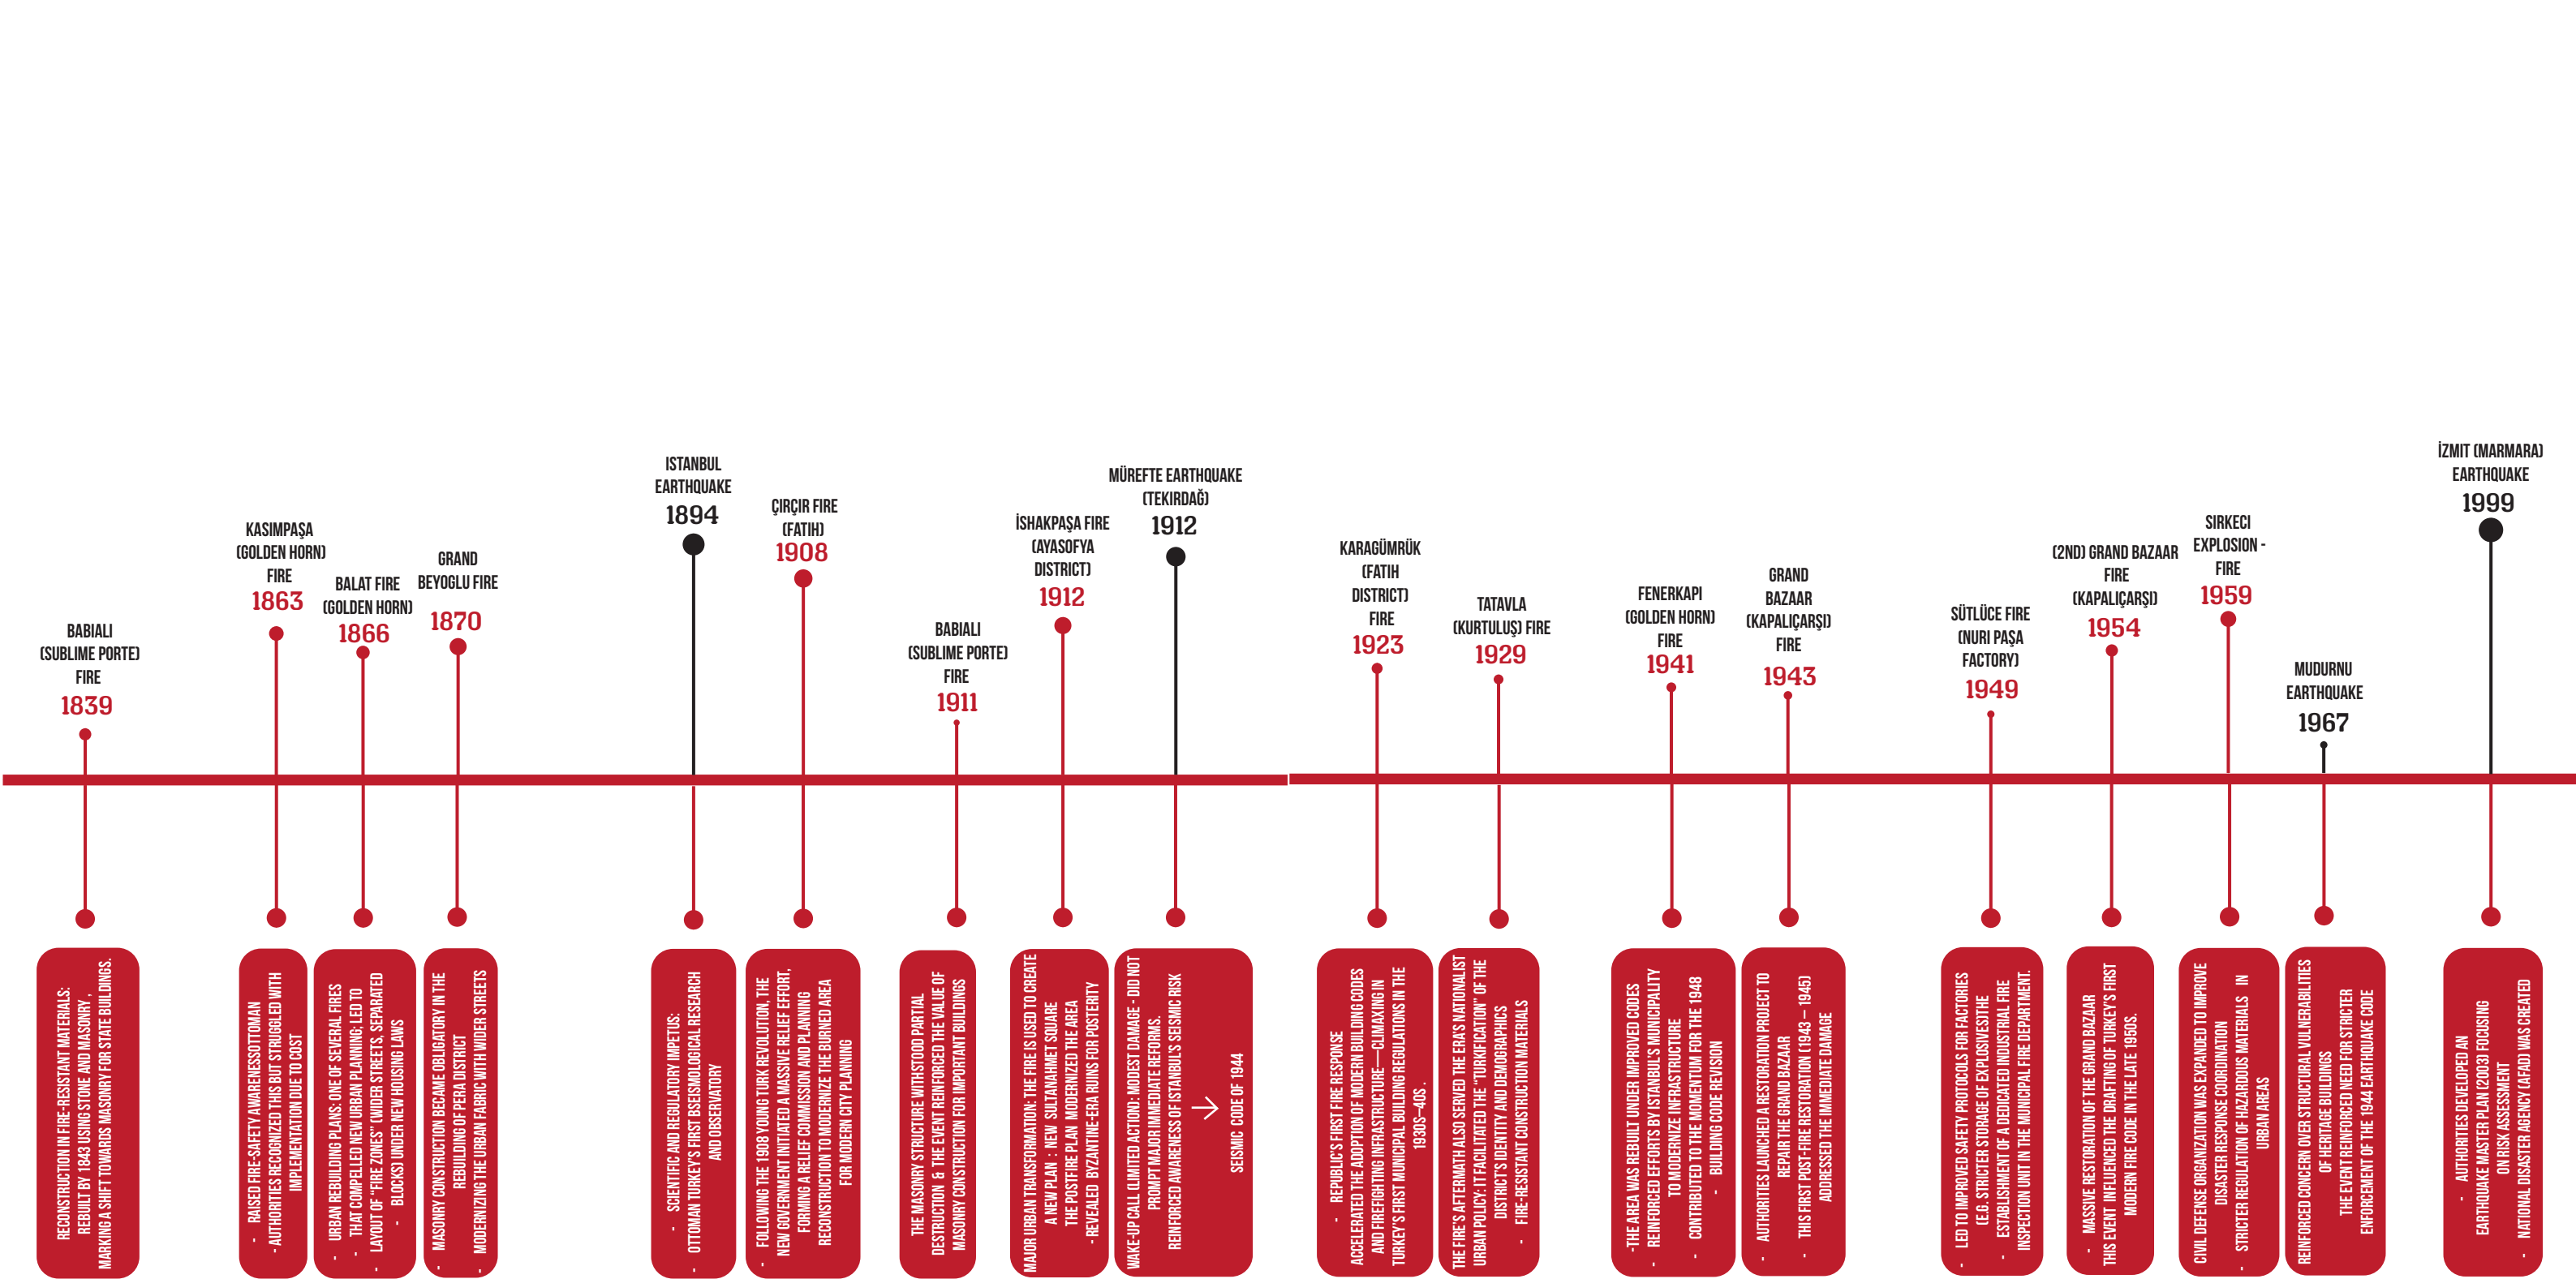 BABIALI
(SUBLIME PORTE)
FIRE
1839
KASIMPAŞA
(GOLDEN HORN)
FIRE
1863
BALAT FIRE
(GOLDEN HORN)
1866
GRAND
BEYOGLU FIRE
1870
ISTANBUL
EARTHQUAKE
1894
ÇIRÇIR FIRE
(FATIH)
1908
BABIALI
(SUBLIME PORTE)
FIRE
1911
İSHAKPAŞA FIRE
(AYASOFYA
DISTRICT)
1912
MÜREFTE EARTHQUAKE
(TEKIRDAĞ)
1912
KARAGÜMRÜK
(FATIH
DISTRICT)
FIRE
1923
TATAVLA
(KURTULUŞ) FIRE
1929
FENERKAPI
(GOLDEN HORN)
FIRE
1941
GRAND
BAZAAR
(KAPALIÇARŞI)
FIRE
1943
SÜTLÜCE FIRE
(NURI PAŞA
FACTORY)
1949
(2ND) GRAND BAZAAR
FIRE
(KAPALIÇARŞI)
1954
SIRKECI
EXPLOSION -
FIRE
1959
MUDURNU
EARTHQUAKE
1967
İZMIT (MARMARA)
EARTHQUAKE
1999
RECONSTRUCTION IN FIRE-RESISTANT MATERIALS:
REBUILT BY 1843 USING STONE AND MASONRY ,
MARKING A SHIFT TOWARDS MASONRY FOR STATE BUILDINGS.
- RAISED FIRE-SAFETY AWARENESSOTTOMAN
- AUTHORITIES RECOGNIZED THIS BUT STRUGGLED WITH
IMPLEMENTATION DUE TO COST
- URBAN REBUILDING PLANS: ONE OF SEVERAL FIRES
- THAT COMPELLED NEW URBAN PLANNING; LED TO
- LAYOUT OF "FIRE ZONES" (WIDER STREETS, SEPARATED
- BLOCKS) UNDER NEW HOUSING LAWS
- MASONRY CONSTRUCTION BECAME OBLIGATORY IN THE
REBUILDING OF PERA DISTRICT
- MODERNIZING THE URBAN FABRIC WITH WIDER STREETS
- SCIENTIFIC AND REGULATORY IMPETUS:
- OTTOMAN TURKEY'S FIRST BSEISMOLOGICAL RESEARCH
AND OBSERVATORY
- FOLLOWING THE 1908 YOUNG TURK REVOLUTION, THE
NEW GOVERNMENT INITIATED A MASSIVE RELIEF EFFORT,
FORMING A RELIEF COMMISSION AND PLANNING
RECONSTRUCTION TO MODERNIZE THE BURNED AREA
FOR MODERN CITY PLANNING
THE MASONRY STRUCTURE WITHSTOOD PARTIAL
DESTRUCTION & THE EVENT REINFORCED THE VALUE OF
MASONRY CONSTRUCTION FOR IMPORTANT BUILDINGS
MAJOR URBAN TRANSFORMATION: THE FIRE IS USED TO CREATE
A NEW PLAN : NEW SULTANAHMET SQUARE
THE POSTFIRE PLAN MODERNIZED THE AREA
- REVEALED BYZANTINE-ERA RUINS FOR POSTERITY
WAKE-UP CALL (LIMITED ACTION): MODEST DAMAGE - DID NOT
PROMPT MAJOR IMMEDIATE REFORMS.
REINFORCED AWARENESS OF ISTANBUL'S SEISMIC RISK
→
SEISMIC CODE OF 1944
- REPUBLIC'S FIRST FIRE RESPONSE
ACCELERATED THE ADOPTION OF MODERN BUILDING CODES
AND FIREFIGHTING INFRASTRUCTURE—CLIMAXING IN
TURKEY'S FIRST MUNICIPAL BUILDING REGULATIONS IN THE
1930S–40S .
THE FIRE'S AFTERMATH ALSO SERVED THE ERA'S NATIONALIST
URBAN POLICY: IT FACILITATED THE "TURKIFICATION" OF THE
DISTRICT'S IDENTITY AND DEMOGRAPHICS
- FIRE-RESISTANT CONSTRUCTION MATERIALS
-THE AREA WAS REBUILT UNDER IMPROVED CODES
- REINFORCED EFFORTS BY ISTANBUL'S MUNICIPALITY
TO MODERNIZE INFRASTRUCTURE
- CONTRIBUTED TO THE MOMENTUM FOR THE 1948
- BUILDING CODE REVISION
- AUTHORITIES LAUNCHED A RESTORATION PROJECT TO
REPAIR THE GRAND BAZAAR
- THIS FIRST POST-FIRE RESTORATION (1943 – 1945)
ADDRESSED THE IMMEDIATE DAMAGE
- LED TO IMPROVED SAFETY PROTOCOLS FOR FACTORIES
(E.G. STRICTER STORAGE OF EXPLOSIVES)THE
- ESTABLISHMENT OF A DEDICATED INDUSTRIAL FIRE
INSPECTION UNIT IN THE MUNICIPAL FIRE DEPARTMENT.
- MASSIVE RESTORATION OF THE GRAND BAZAAR
THIS EVENT INFLUENCED THE DRAFTING OF TURKEY'S FIRST
MODERN FIRE CODE IN THE LATE 1950S.
CIVIL DEFENSE ORGANIZATION WAS EXPANDED TO IMPROVE
DISASTER RESPONSE COORDINATION
- STRICTER REGULATION OF HAZARDOUS MATERIALS IN
URBAN AREAS
REINFORCED CONCERN OVER STRUCTURAL VULNERABILITIES
OF HERITAGE BUILDINGS
THE EVENT REINFORCED NEED FOR STRICTER
ENFORCEMENT OF THE 1944 EARTHQUAKE CODE
- AUTHORITIES DEVELOPED AN
EARTHQUAKE MASTER PLAN (2003) FOCUSING
ON RISK ASSESSMENT
- NATIONAL DISASTER AGENCY (AFAD) WAS CREATED